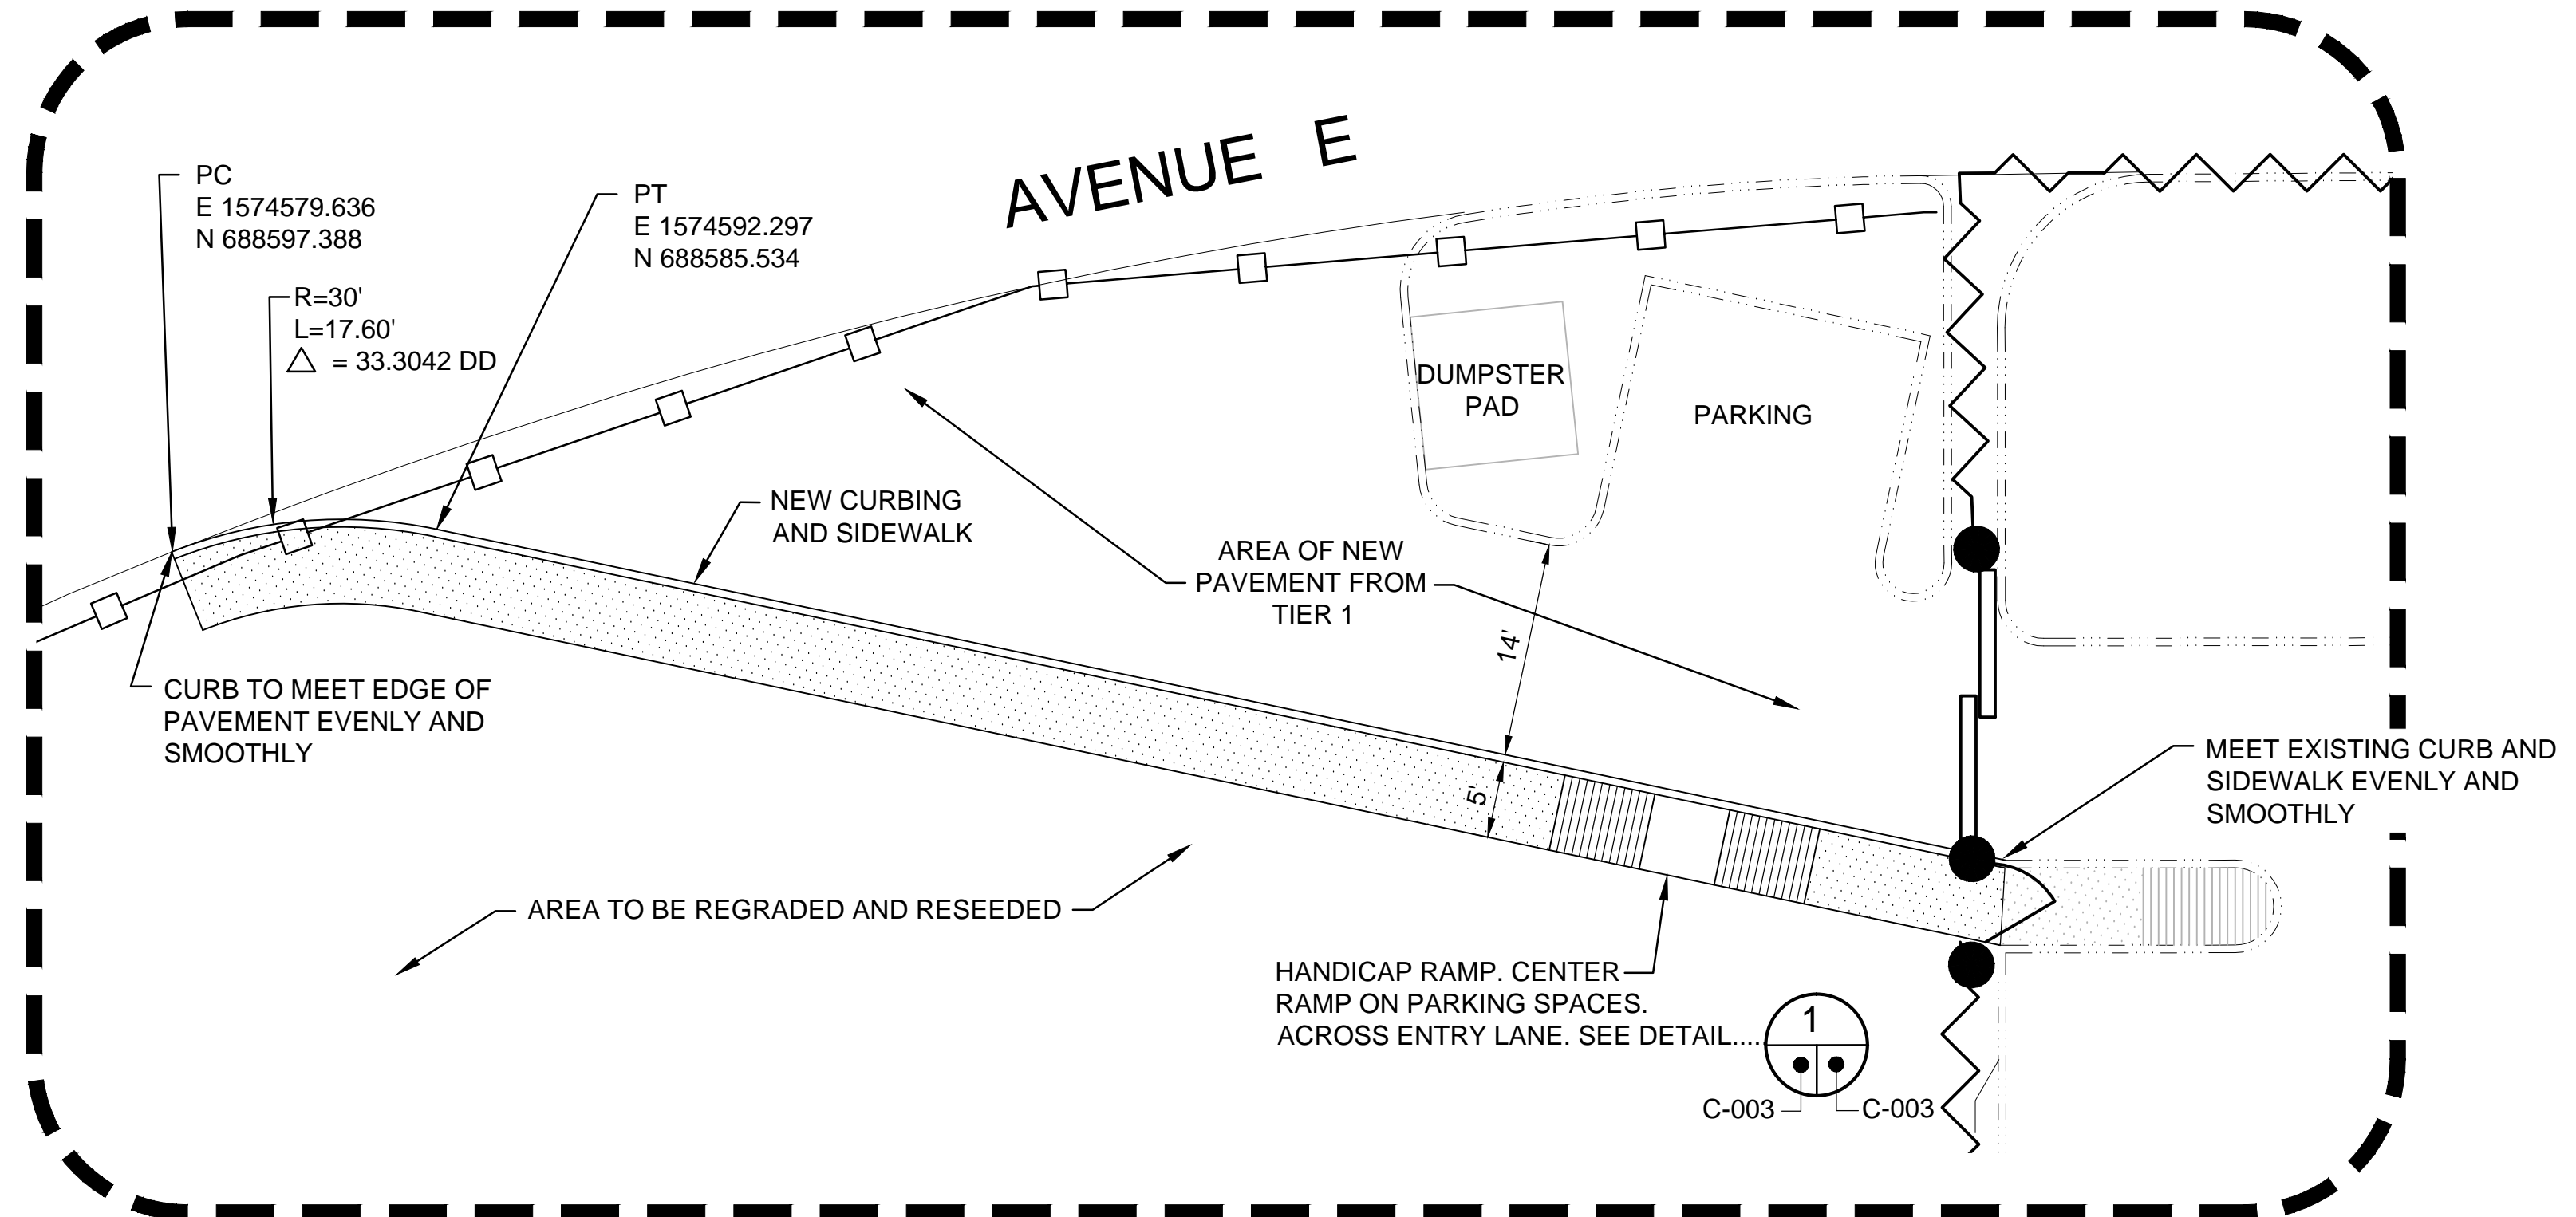 AVENUE E
PC
E 1574579.636
N 688597.388
PT
E 1574592.297
N 688585.534
R=30'
L=17.60'
△ = 33.3042 DD
DUMPSTER
PAD
PARKING
NEW CURBING
AND SIDEWALK
AREA OF NEW
PAVEMENT FROM
TIER 1
14'
5'
CURB TO MEET EDGE OF
PAVEMENT EVENLY AND
SMOOTHLY
MEET EXISTING CURB AND
SIDEWALK EVENLY AND
SMOOTHLY
AREA TO BE REGRADED AND RESEEDED
HANDICAP RAMP. CENTER
RAMP ON PARKING SPACES.
ACROSS ENTRY LANE. SEE DETAIL.....
1
C-003
C-003